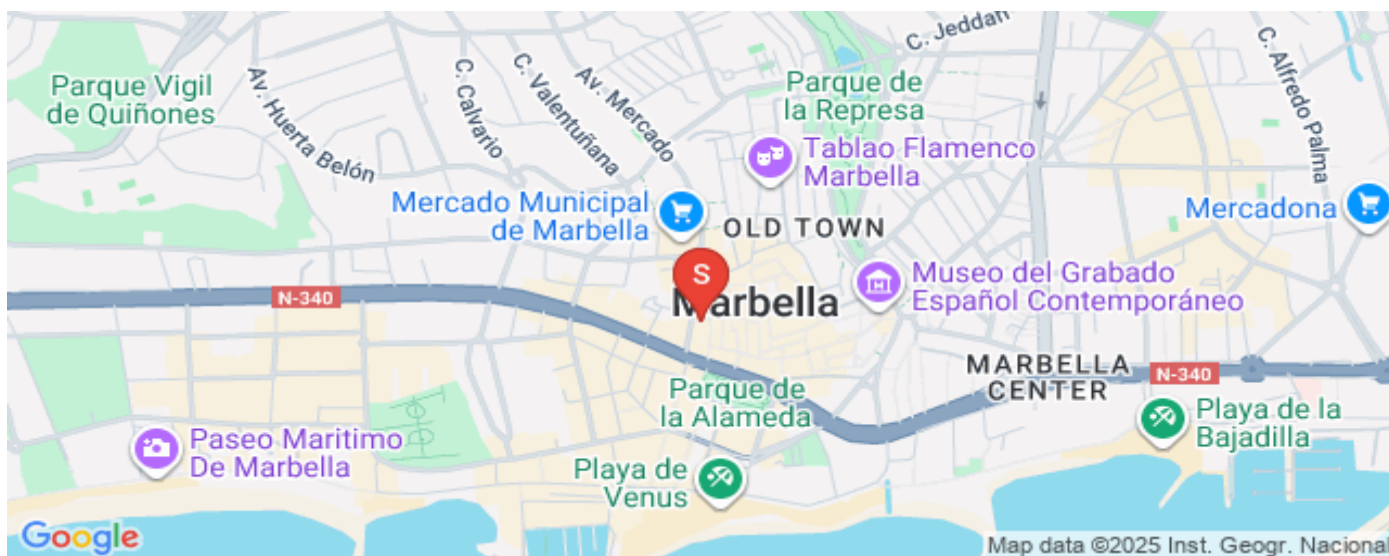 C. Jeddah
Parque Vigil
de Quiñones
Av. Huerta Belón
C. Calvario
C. Valentuñana
Av. Mercado
Parque de
la Represa
C. Alfredo Palma
Tablao Flamenco
Marbella
Mercado Municipal
de Marbella
OLD TOWN
Mercadona
S
Marbella
Museo del Grabado
Español Contemporáneo
N-340
MARBELLA
CENTER
N-340
Parque de
la Alameda
Playa de la
Bajadilla
Paseo Maritimo
De Marbella
Playa de
Venus
Google
Map data ©2025 Inst. Geogr. Nacional